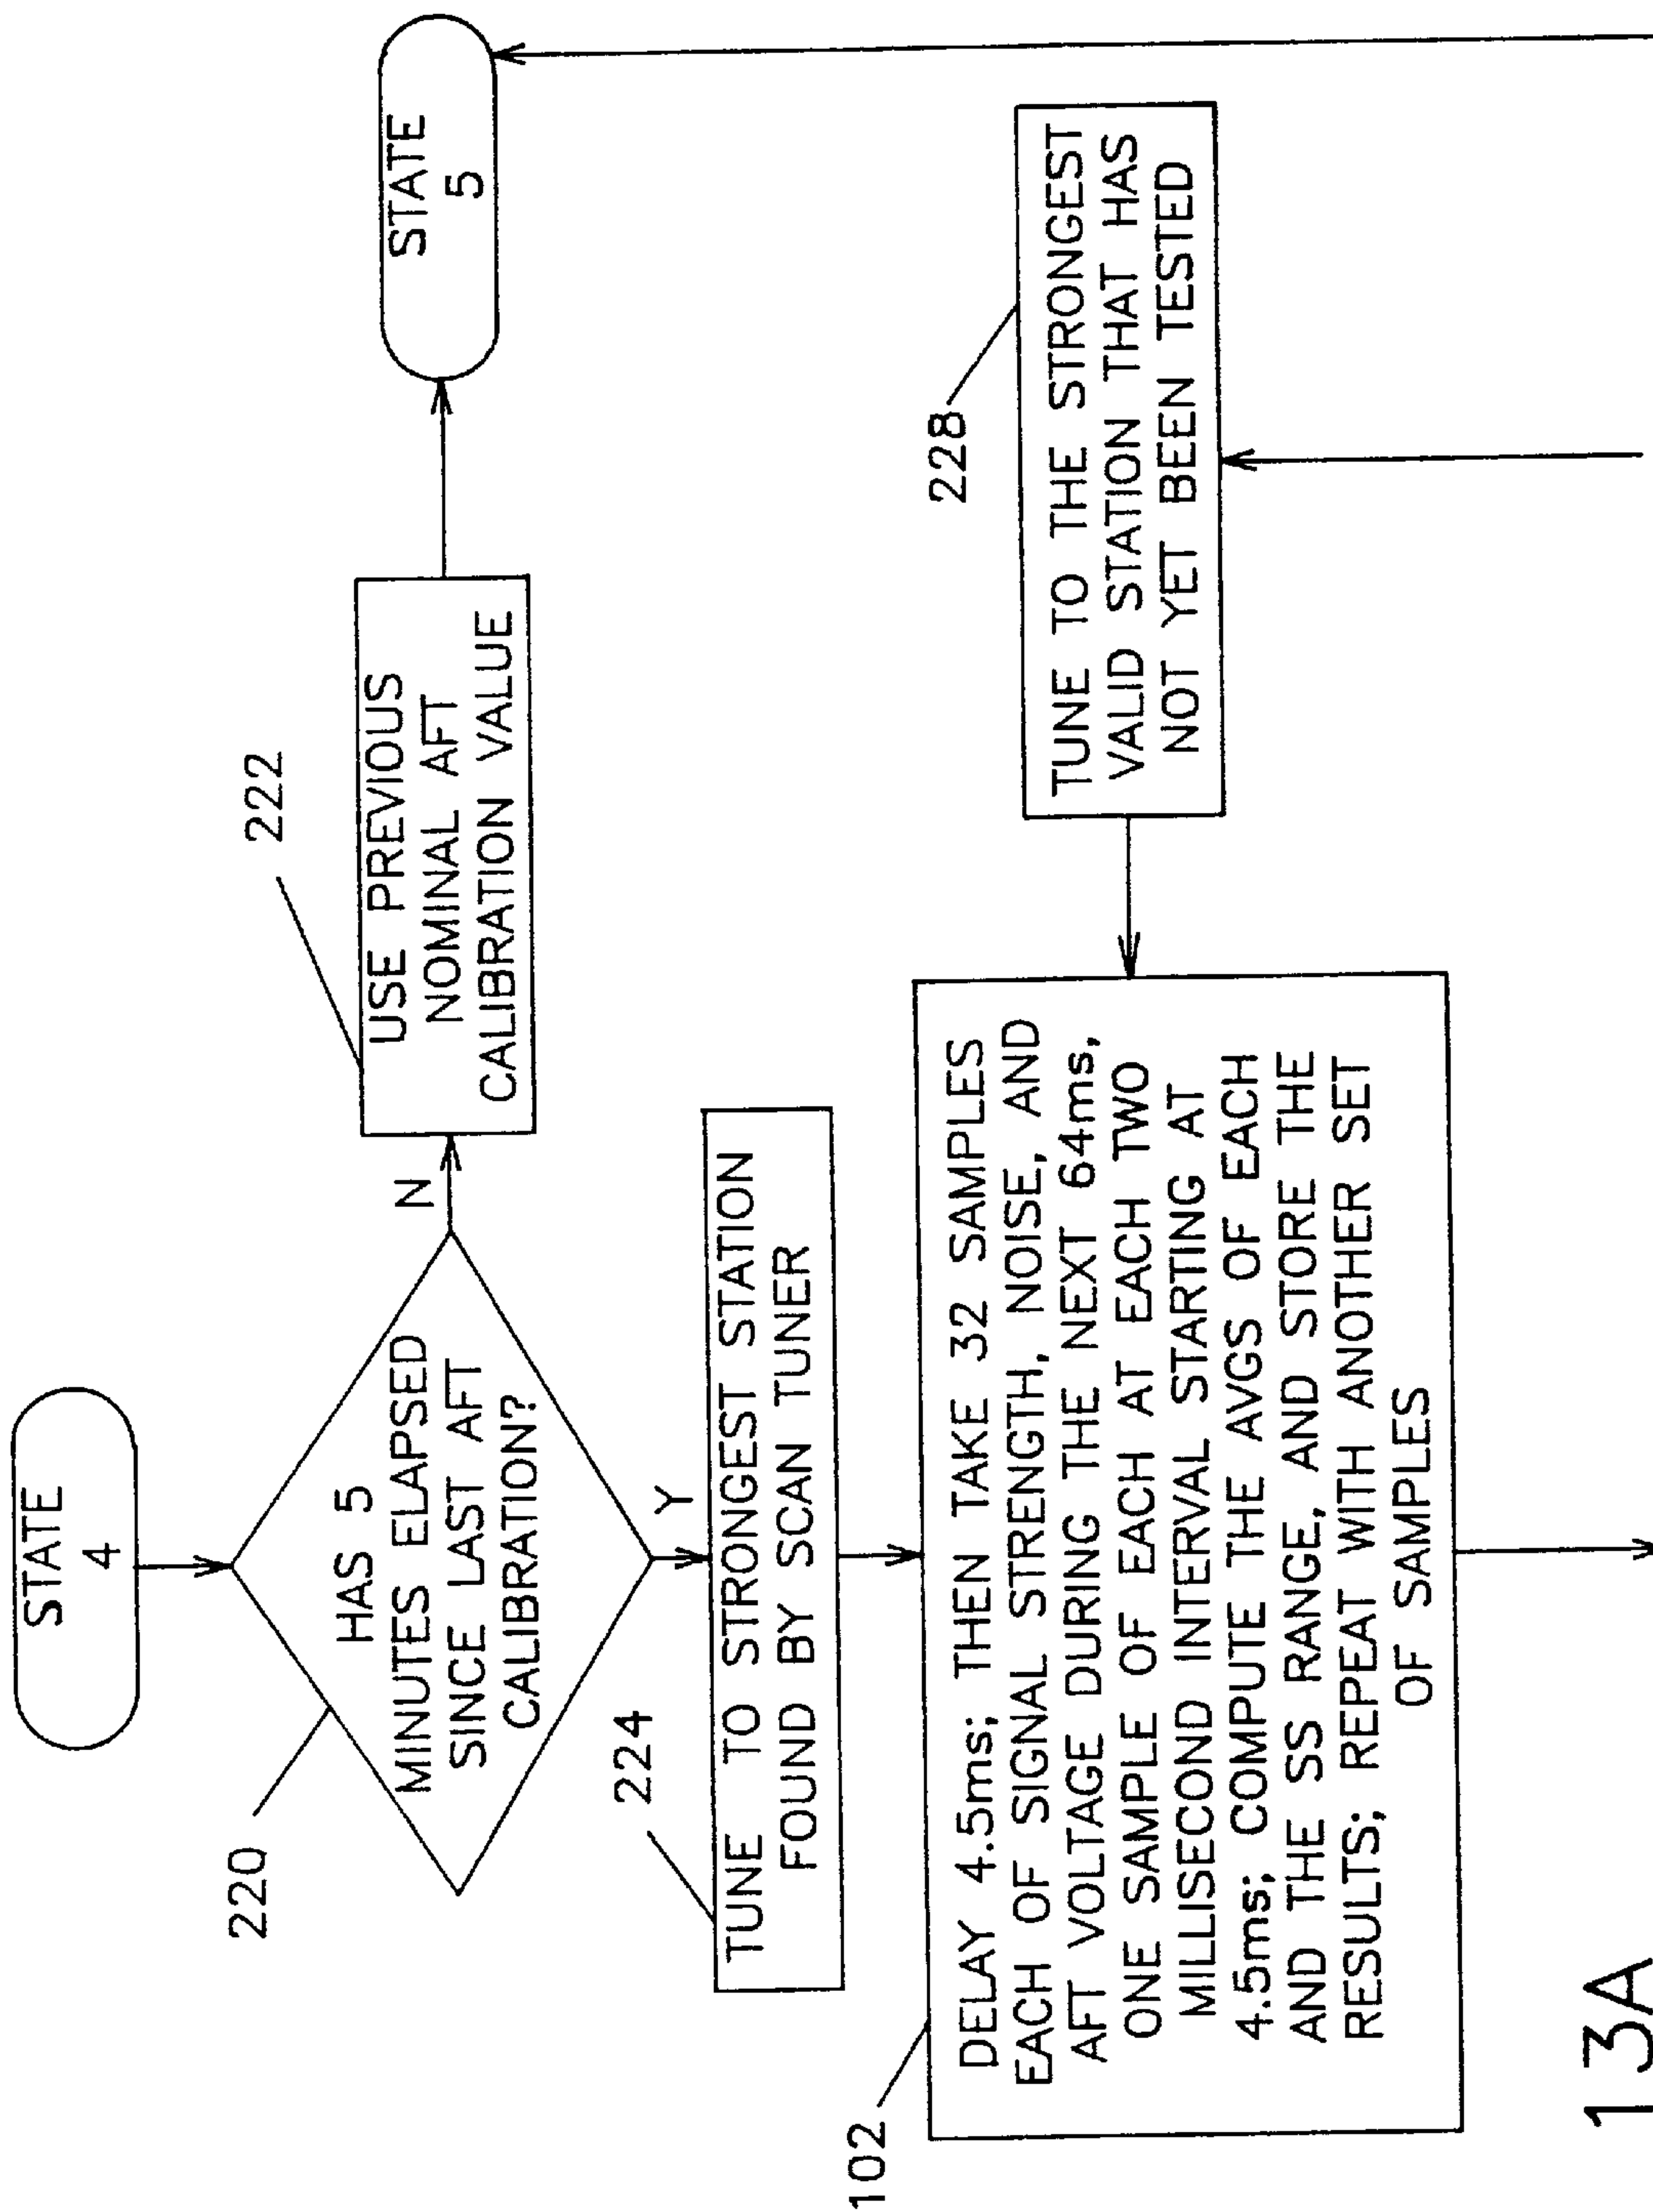 STATE
4
220
HAS 5
MINUTES ELAPSED
SINCE LAST AFT
CALIBRATION?
N
Y
222
USE PREVIOUS
NOMINAL AFT
CALIBRATION VALUE
STATE
5
224
TUNE TO STRONGEST STATION
FOUND BY SCAN TUNER
228
TUNE TO THE STRONGEST
VALID STATION THAT HAS
NOT YET BEEN TESTED
102
DELAY 4.5ms; THEN TAKE 32 SAMPLES
EACH OF SIGNAL STRENGTH, NOISE, AND
AFT VOLTAGE DURING THE NEXT 64ms,
ONE SAMPLE OF EACH AT EACH TWO
MILLISECOND INTERVAL STARTING AT
4.5ms; COMPUTE THE AVGS OF EACH
AND THE SS RANGE, AND STORE THE
RESULTS; REPEAT WITH ANOTHER SET
OF SAMPLES
13A